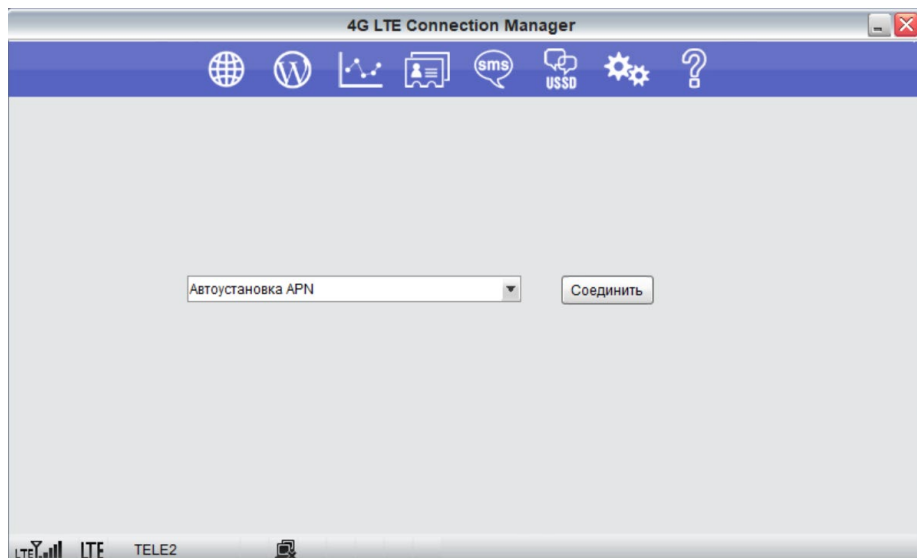 4G LTE Connection Manager
sms
USSD
Автоустановка APN
Соединить
LTE LTE TELE2